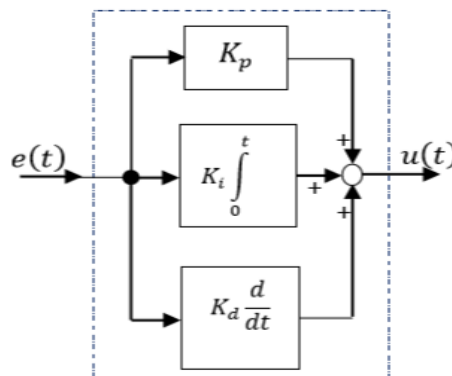 K_p
e(t)
K_i ∫_0^t
u(t)
K_d d/dt
+
+
+